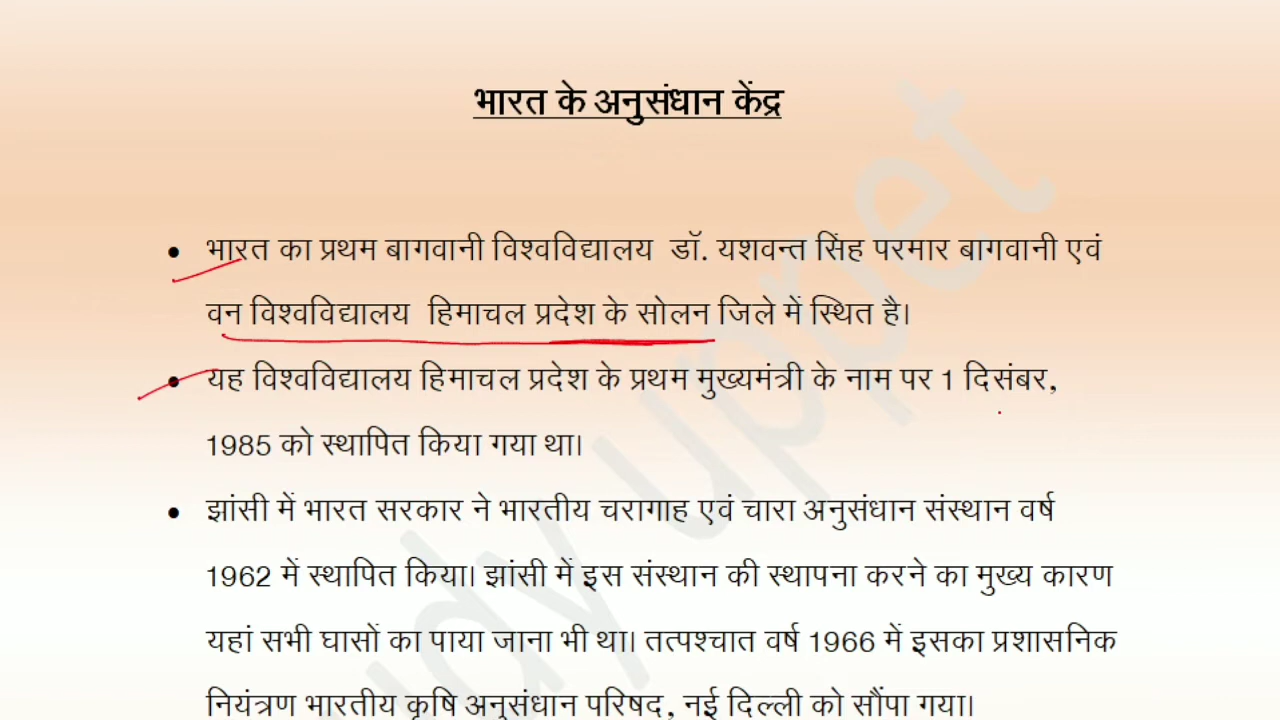 भारत के अनुसंधान केंद्र
• भारत का प्रथम बागवानी विश्वविद्यालय डॉ. यशवन्त सिंह परमार बागवानी एवं
वन विश्वविद्यालय हिमाचल प्रदेश के सोलन जिले में स्थित है।
• यह विश्वविद्यालय हिमाचल प्रदेश के प्रथम मुख्यमंत्री के नाम पर 1 दिसंबर,
1985 को स्थापित किया गया था।
• झांसी में भारत सरकार ने भारतीय चरागाह एवं चारा अनुसंधान संस्थान वर्ष
1962 में स्थापित किया। झांसी में इस संस्थान की स्थापना करने का मुख्य कारण
यहां सभी घासों का पाया जाना भी था। तत्पश्चात वर्ष 1966 में इसका प्रशासनिक
नियंत्रण भारतीय कृषि अनुसंधान परिषद, नई दिल्ली को सौंपा गया।
udy uppet